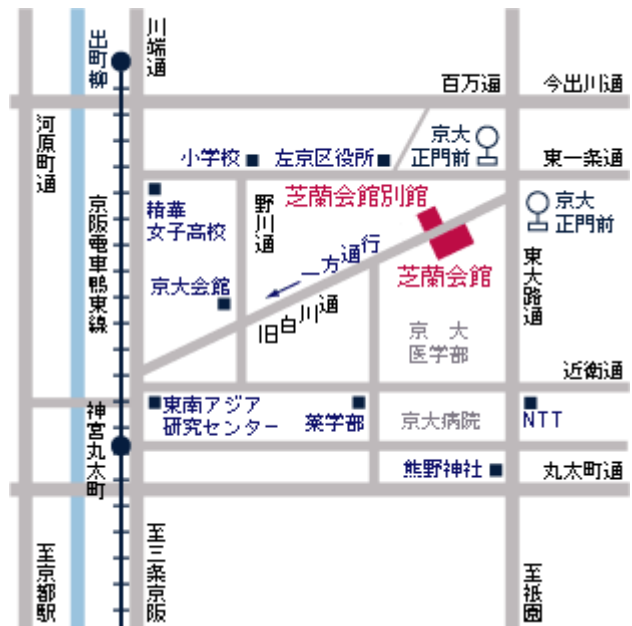 出町柳
川端通
百万遍
今出川通
河原町通
小学校
左京区役所
京大
正門前
東一条通
精華
女子高校
野川通
芝蘭会館別館
京大
正門前
京阪電車鴨東線
京大会館
一方通行
旧白川通
芝蘭会館
東大路通
京大
医学部
近衛通
神宮丸太町
東南アジア
研究センター
薬学部
京大病院
NTT
熊野神社
丸太町通
至京都駅
至三条京阪
至祇園